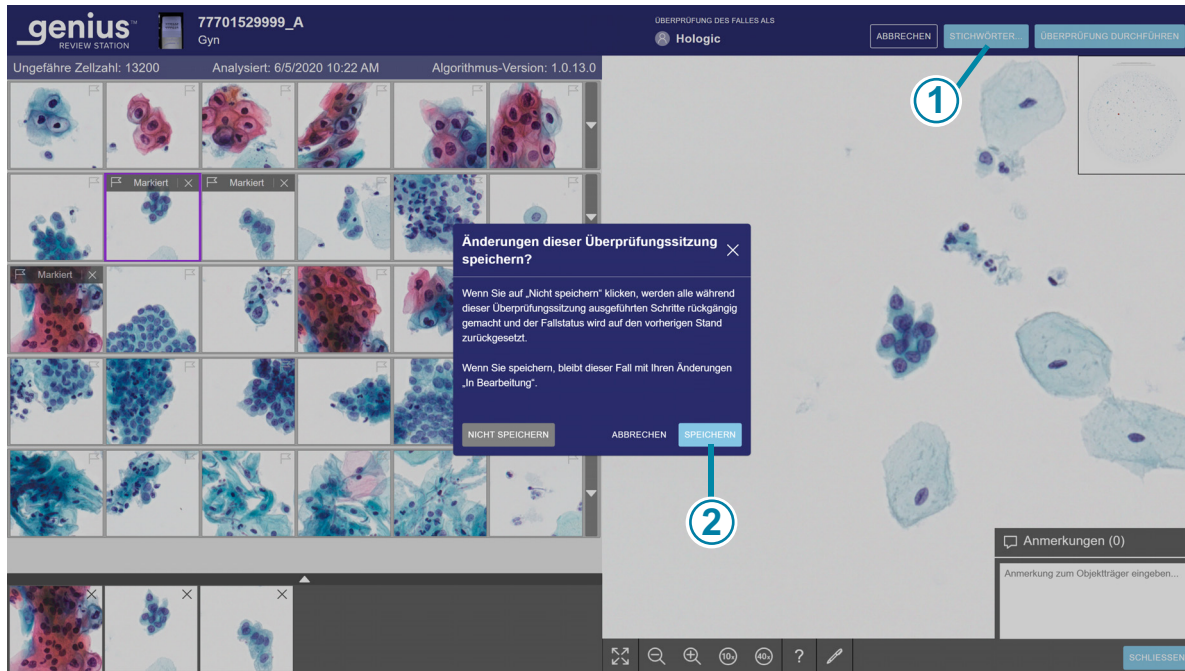 genius™
REVIEW STATION
77701529999_A
Gyn
ÜBERPRÜFUNG DES FALLES ALS
Hologic
ABBRECHEN
STICHWÖRTER...
ÜBERPRÜFUNG DURCHFÜHREN
Ungefähre Zellzahl: 13200
Analysiert: 6/5/2020 10:22 AM
Algorithmus-Version: 1.0.13.0
1
Markiert
Markiert
Markiert
Änderungen dieser Überprüfungssitzung
speichern?
Wenn Sie auf „Nicht speichern“ klicken, werden alle während
dieser Überprüfungssitzung ausgeführten Schritte rückgängig
gemacht und der Fallstatus wird auf den vorherigen Stand
zurückgesetzt.
Wenn Sie speichern, bleibt dieser Fall mit Ihren Änderungen
„In Bearbeitung“.
NICHT SPEICHERN
ABBRECHEN
SPEICHERN
2
Anmerkungen (0)
Anmerkung zum Objektträger eingeben...
10x
40x
?
SCHLIESSEN